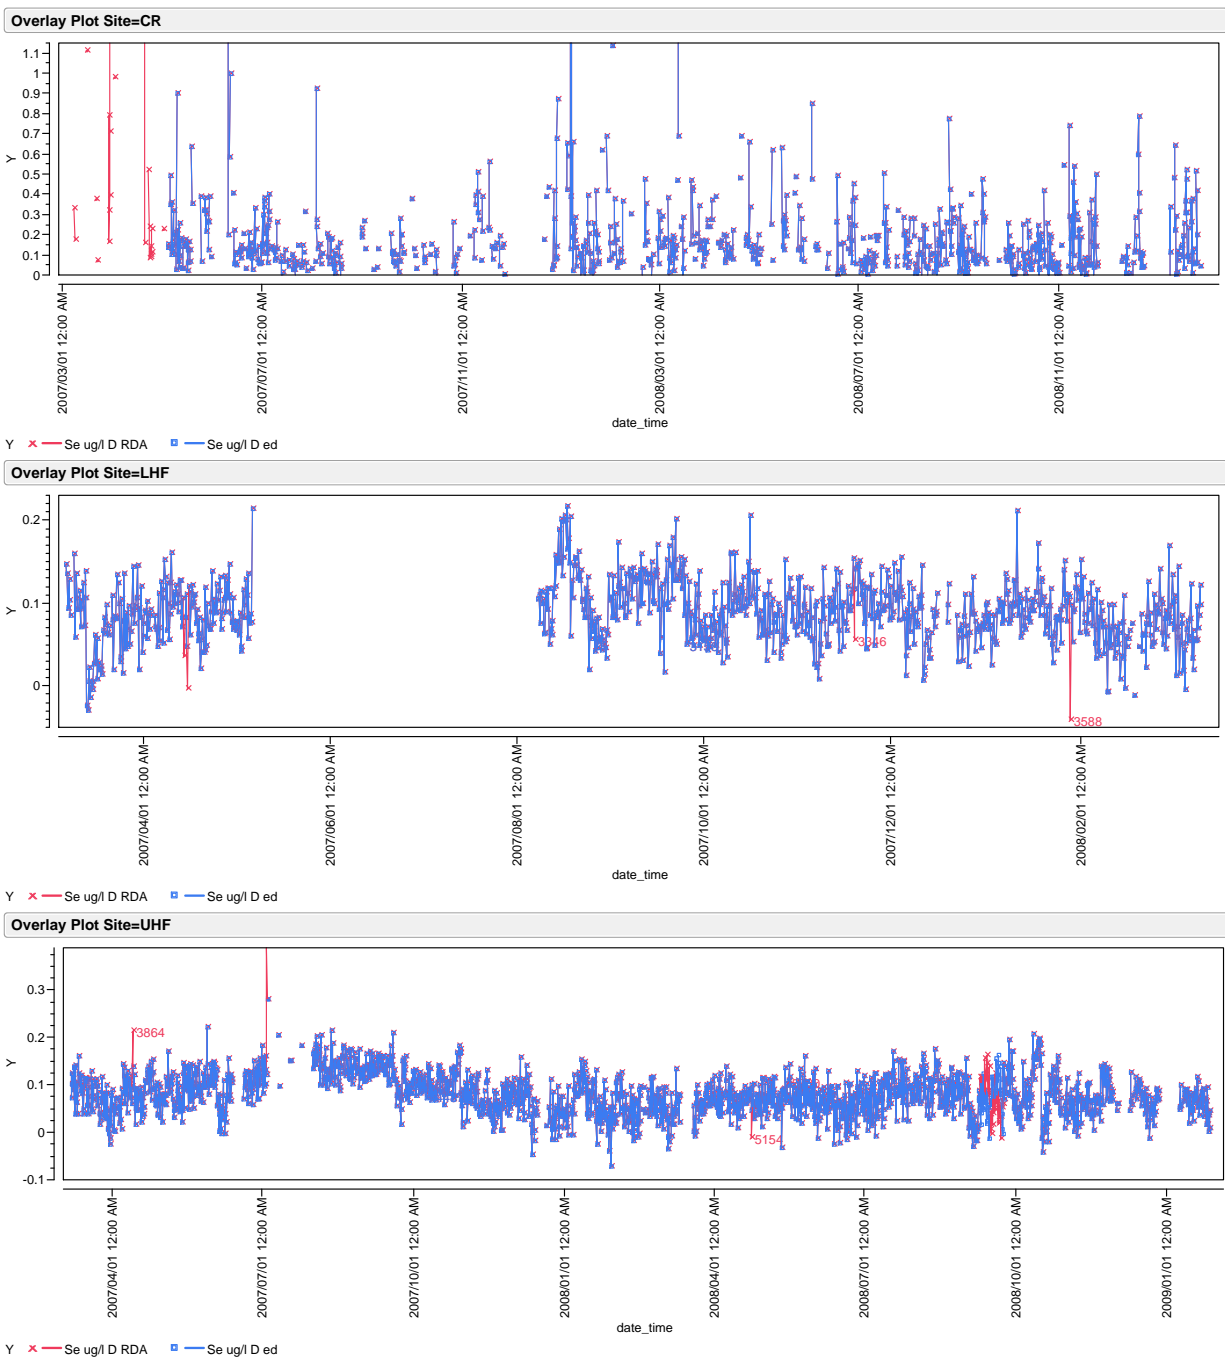 Overlay Plot Site=CR
1.1
1
0.9
0.8
0.7
0.6
0.5
0.4
0.3
0.2
0.1
0
Y
2007/03/01 12:00 AM
2007/07/01 12:00 AM
2007/11/01 12:00 AM
2008/03/01 12:00 AM
2008/07/01 12:00 AM
2008/11/01 12:00 AM
date_time
Y Se ug/l D RDA Se ug/l D ed
Overlay Plot Site=LHF
0.2
0.1
0
Y
3346
3588
2007/04/01 12:00 AM
2007/06/01 12:00 AM
2007/08/01 12:00 AM
2007/10/01 12:00 AM
2007/12/01 12:00 AM
2008/02/01 12:00 AM
date_time
Y Se ug/l D RDA Se ug/l D ed
Overlay Plot Site=UHF
0.3
0.2
0.1
0
-0.1
Y
3864
5154
2007/04/01 12:00 AM
2007/07/01 12:00 AM
2007/10/01 12:00 AM
2008/01/01 12:00 AM
2008/04/01 12:00 AM
2008/07/01 12:00 AM
2008/10/01 12:00 AM
2009/01/01 12:00 AM
date_time
Y Se ug/l D RDA Se ug/l D ed